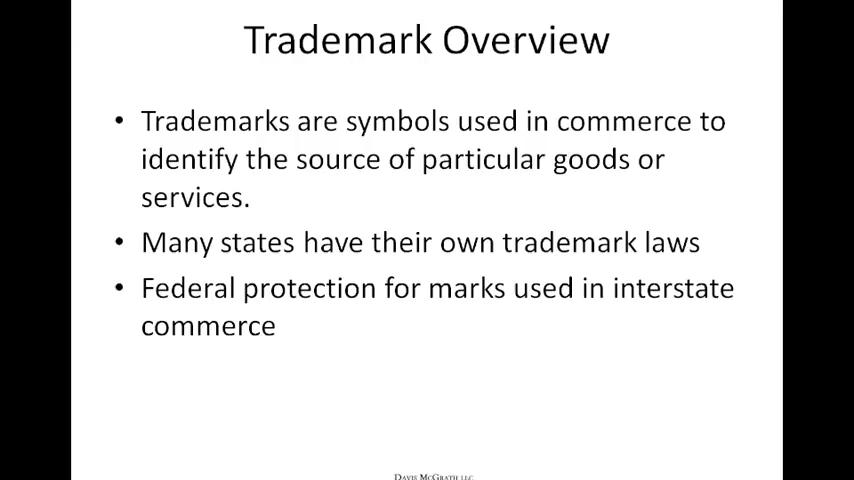 Trademark Overview
• Trademarks are symbols used in commerce to
identify the source of particular goods or
services.
• Many states have their own trademark laws
• Federal protection for marks used in interstate
commerce
DAVIS MCGRATH LLC